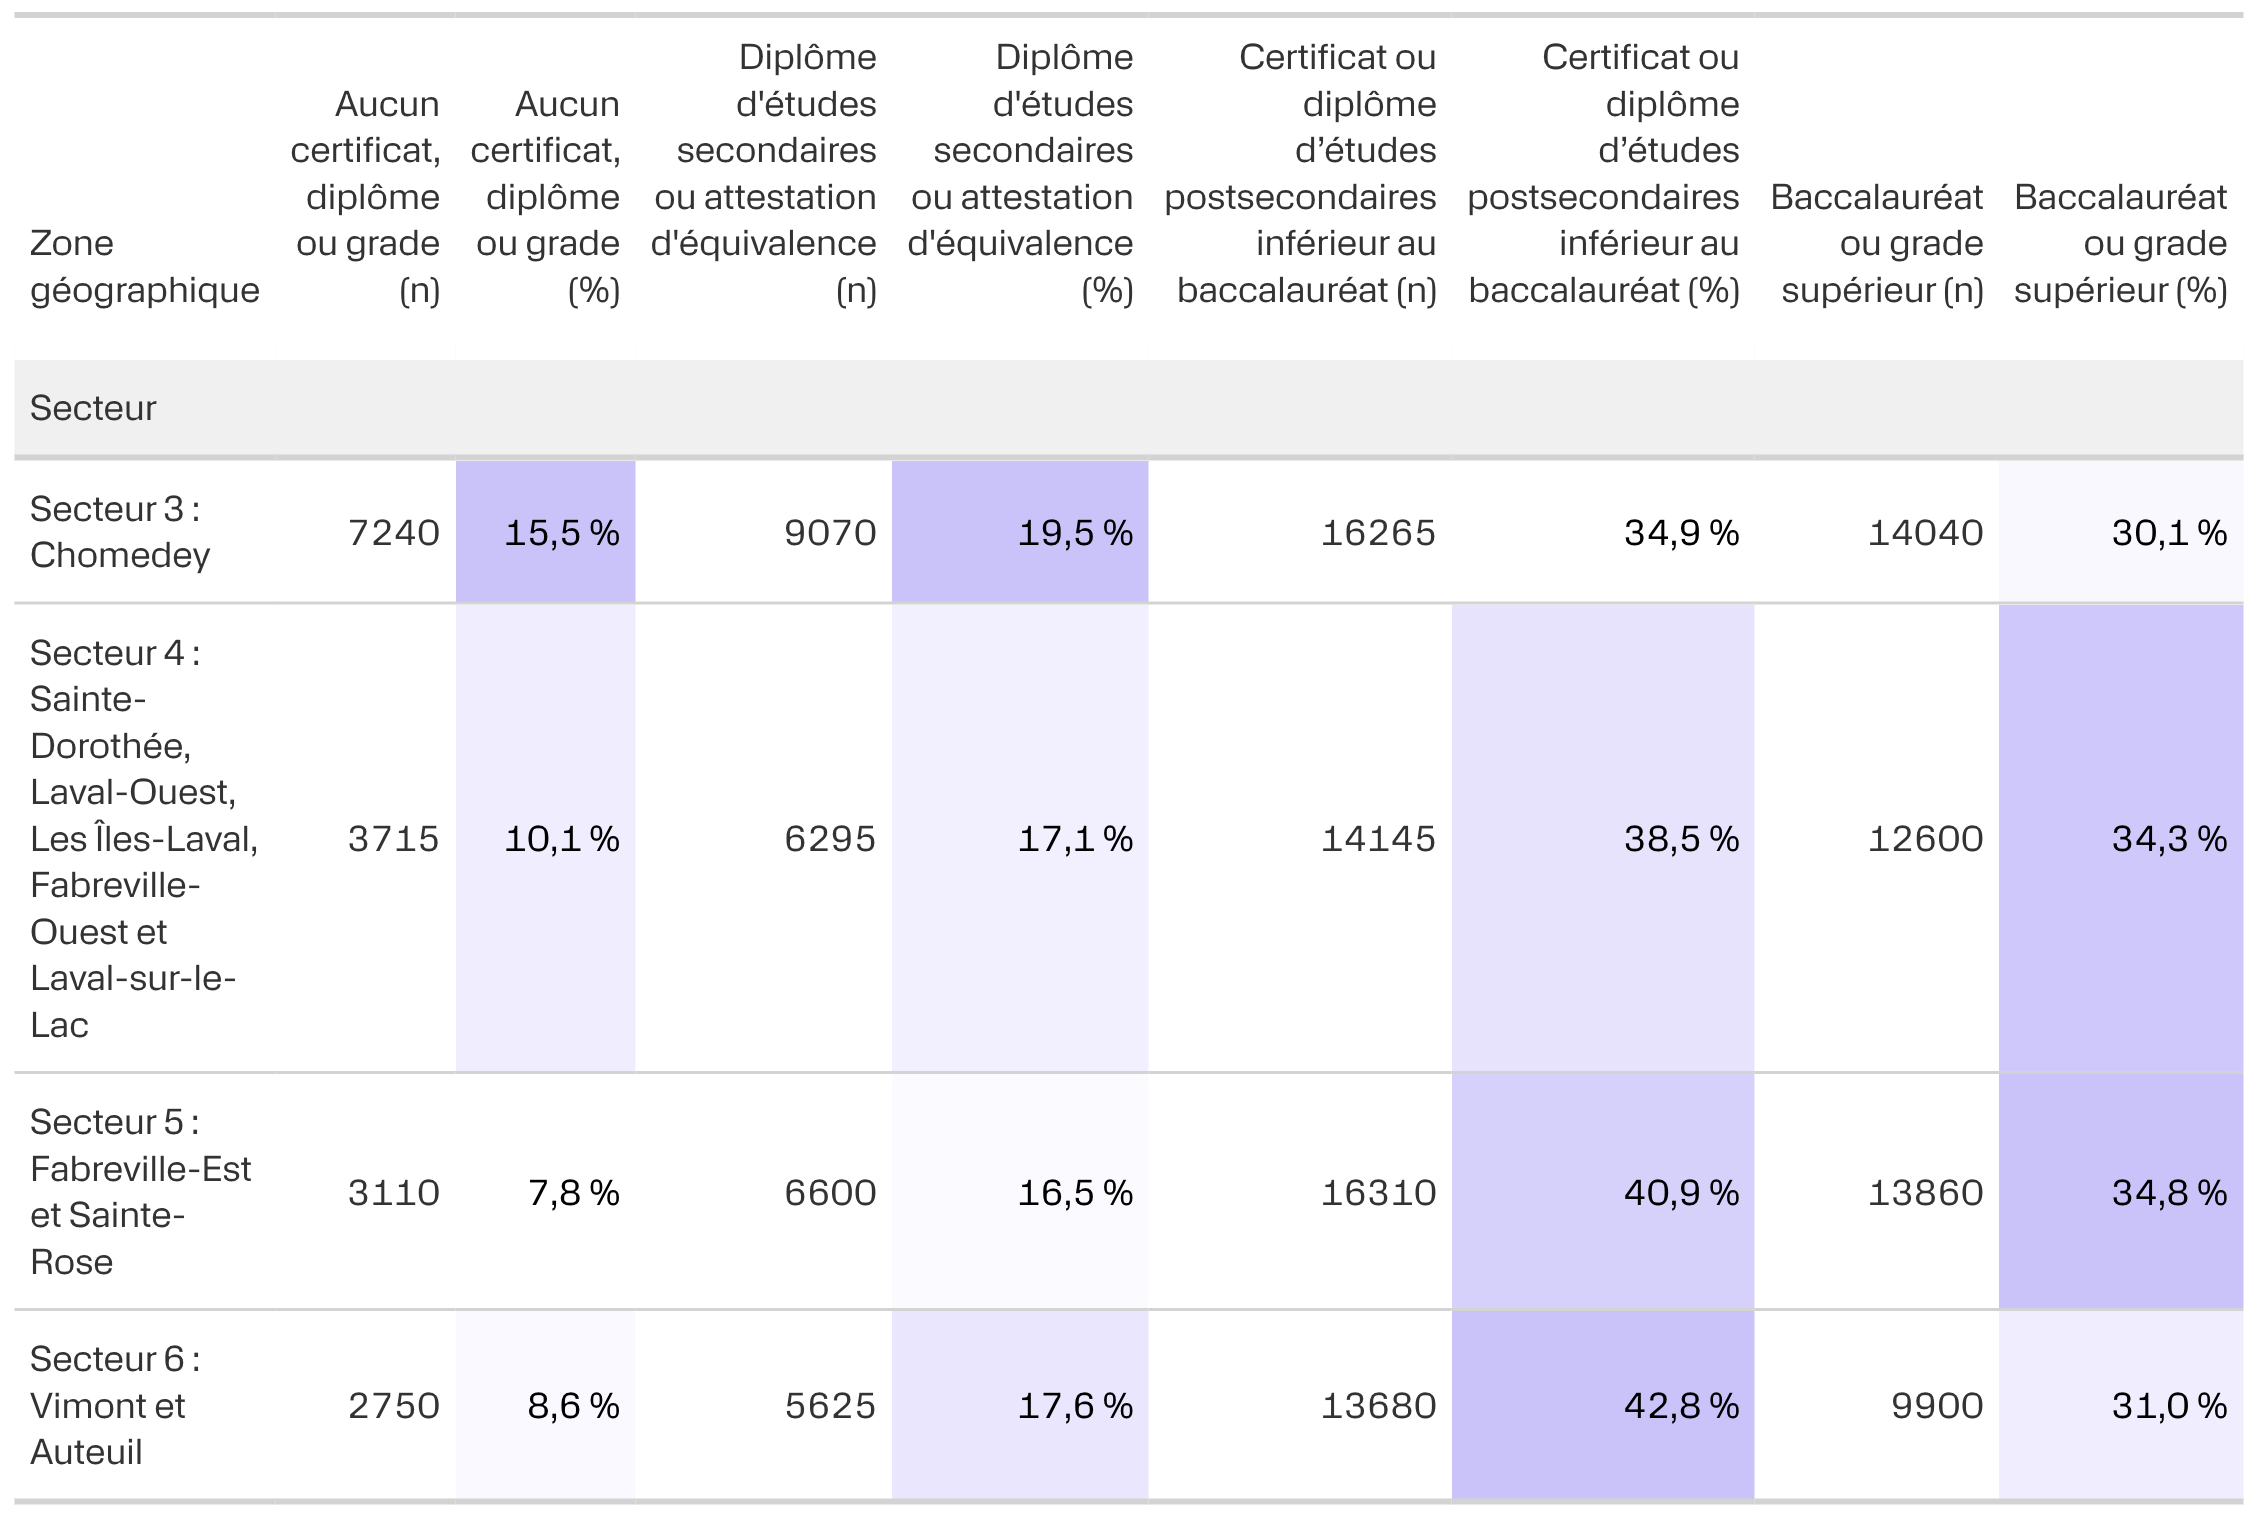 Zone
géographique
Aucun
certificat,
diplôme
ou grade
(n)
Aucun
certificat,
diplôme
ou grade
(%)
Diplôme
d'études
secondaires
ou attestation
d'équivalence
(n)
Diplôme
d'études
secondaires
ou attestation
d'équivalence
(%)
Certificat ou
diplôme
d’études
postsecondaires
inférieur au
baccalauréat (n)
Certificat ou
diplôme
d’études
postsecondaires
inférieur au
baccalauréat (%)
Baccalauréat
ou grade
supérieur (n)
Baccalauréat
ou grade
supérieur (%)
Secteur
Secteur 3 :
Chomedey
7240
15,5 %
9070
19,5 %
16265
34,9 %
14040
30,1 %
Secteur 4 :
Sainte-
Dorothée,
Laval-Ouest,
Les Îles-Laval,
Fabreville-
Ouest et
Laval-sur-le-
Lac
3715
10,1 %
6295
17,1 %
14145
38,5 %
12600
34,3 %
Secteur 5 :
Fabreville-Est
et Sainte-
Rose
3110
7,8 %
6600
16,5 %
16310
40,9 %
13860
34,8 %
Secteur 6 :
Vimont et
Auteuil
2750
8,6 %
5625
17,6 %
13680
42,8 %
9900
31,0 %